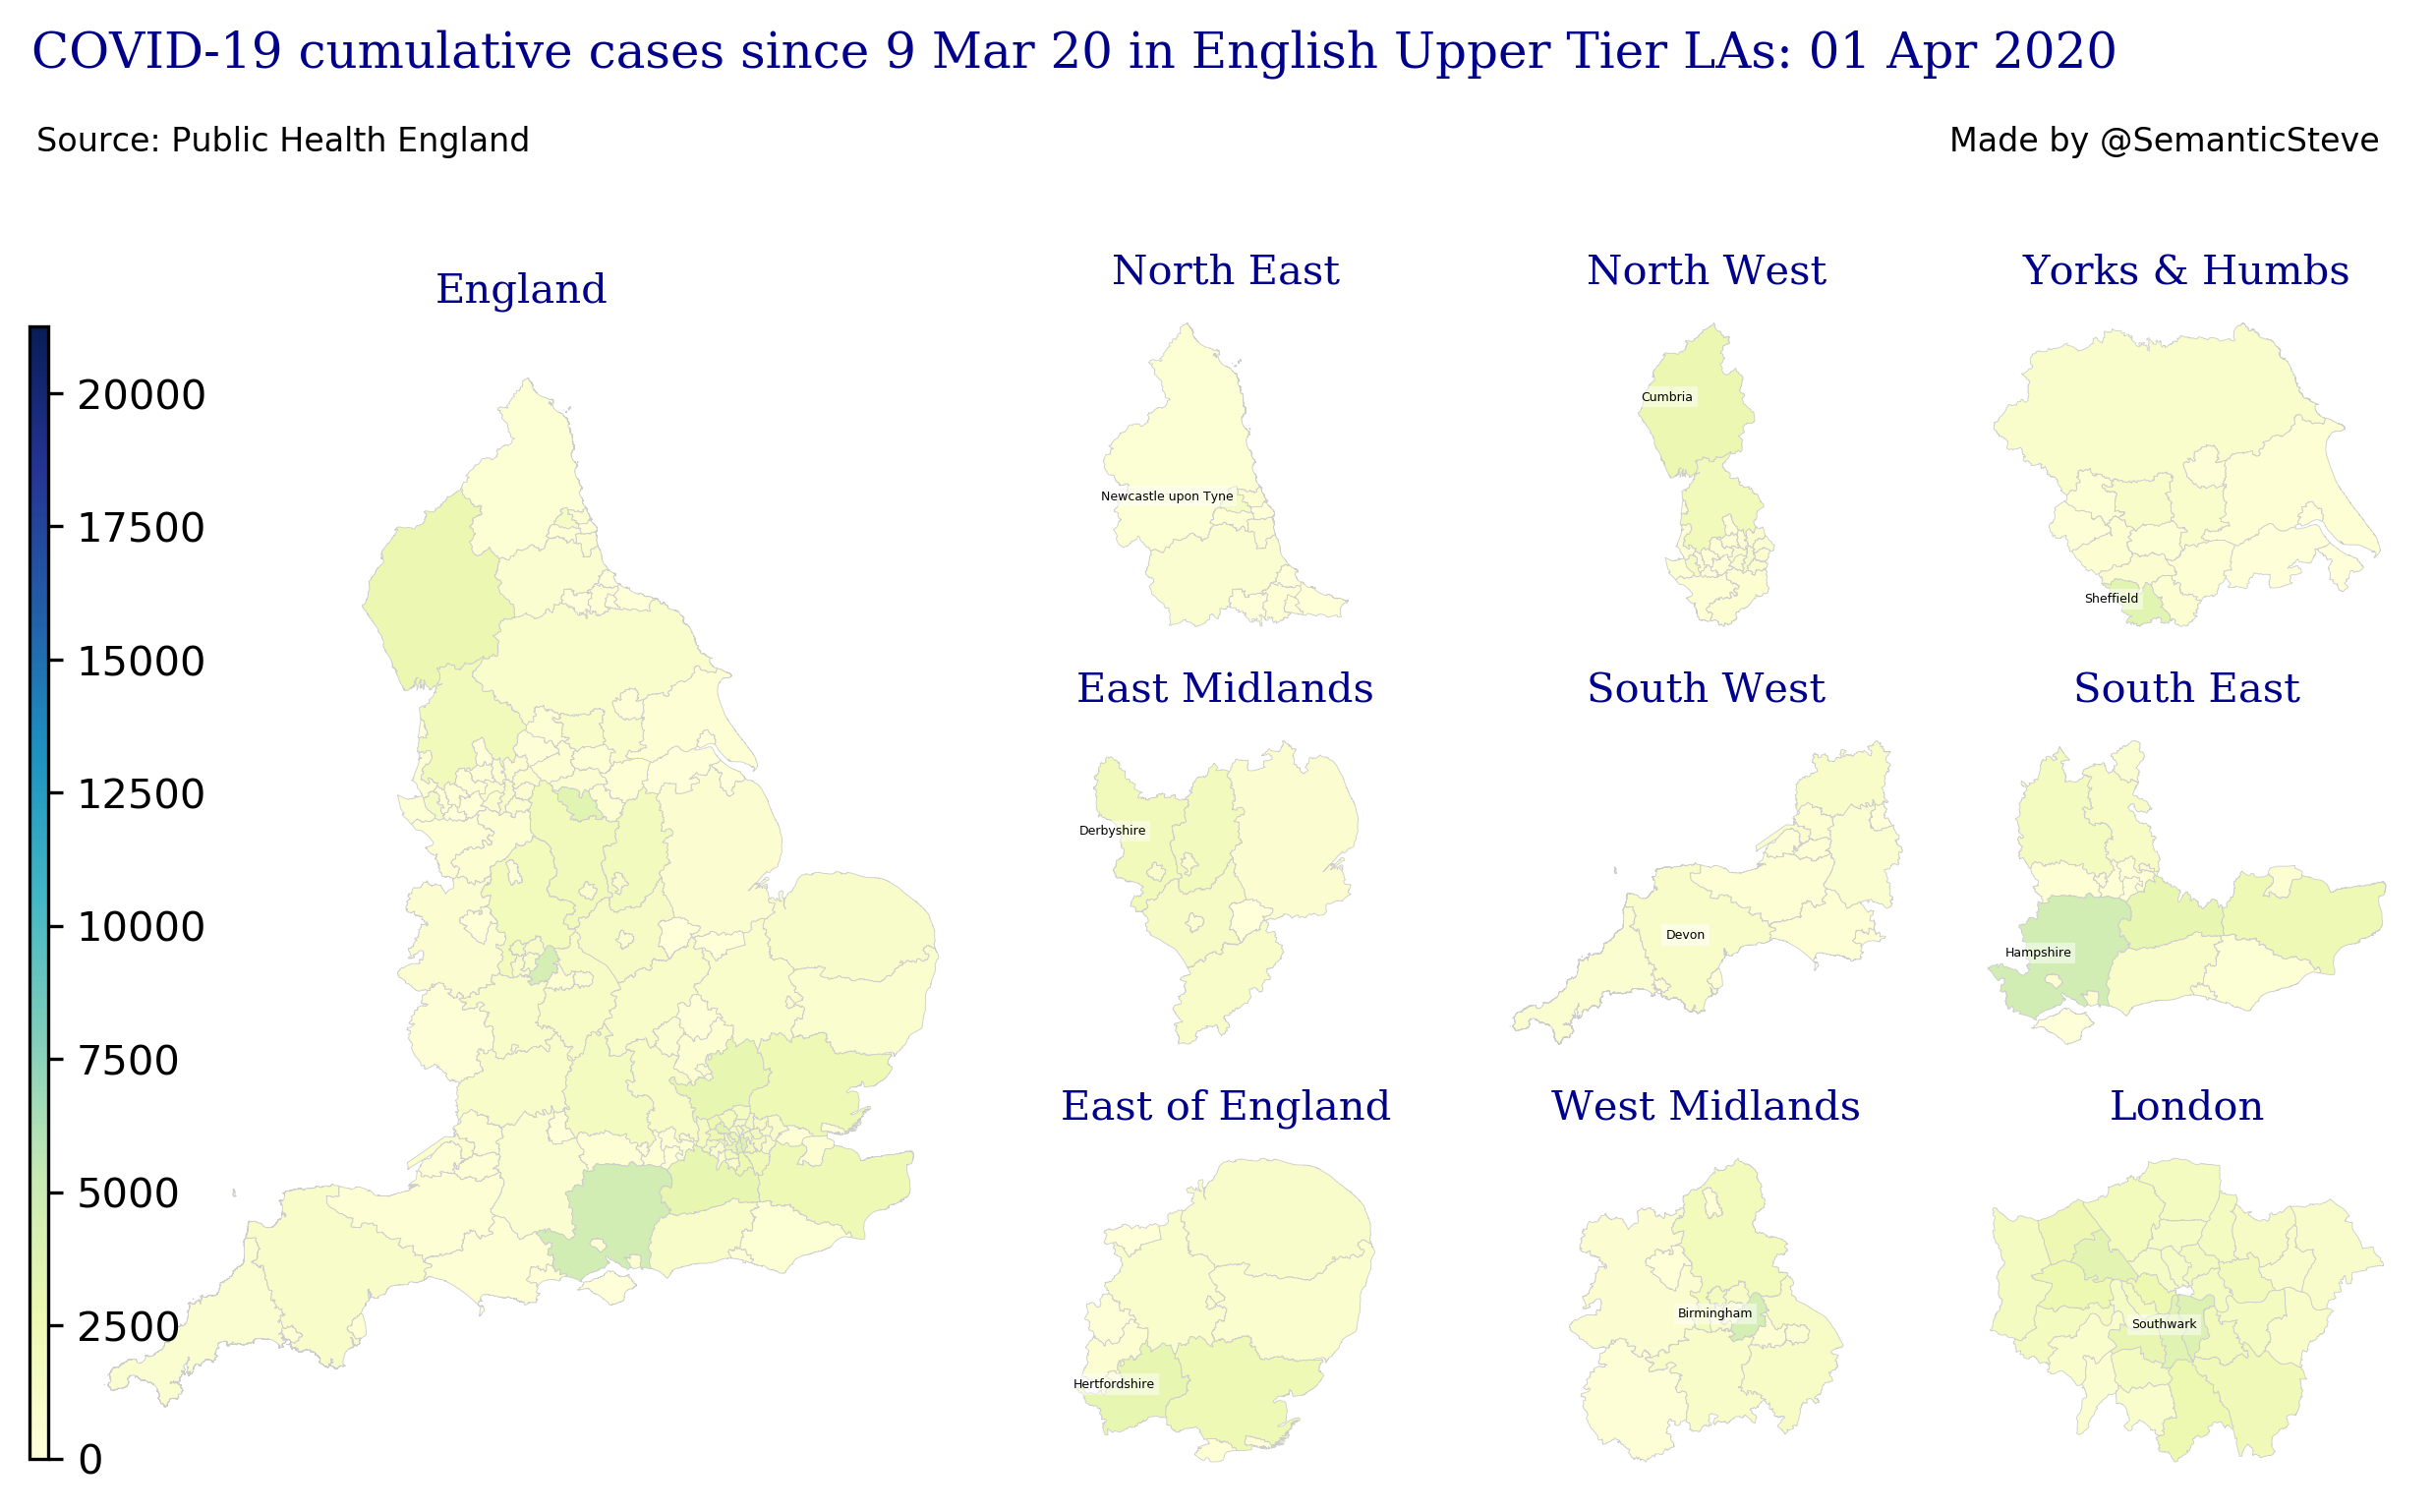 COVID-19 cumulative cases since 9 Mar 20 in English Upper Tier LAs: 01 Apr 2020
Source: Public Health England
Made by @SemanticSteve
England
20000
17500
15000
12500
10000
7500
5000
2500
0
North East
Newcastle upon Tyne
North West
Cumbria
Yorks & Humbs
Sheffield
East Midlands
Derbyshire
South West
Devon
South East
Hampshire
East of England
Hertfordshire
West Midlands
Birmingham
London
Southwark